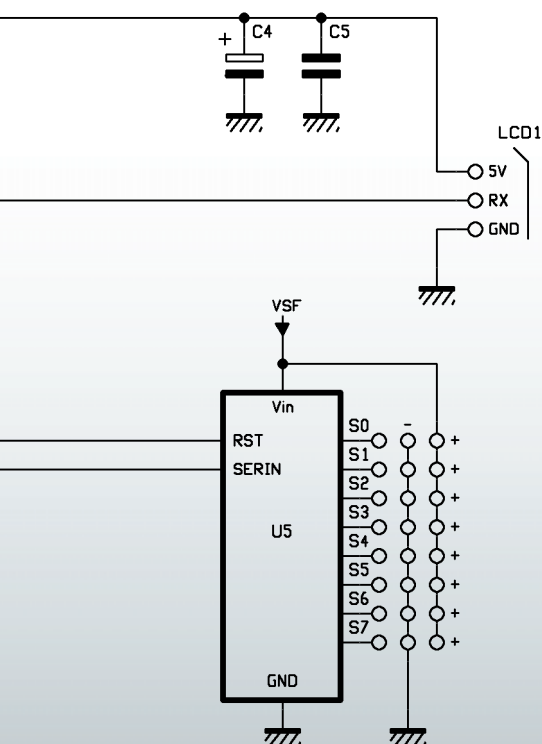 + C4 C5
LCD1
5V
RX
GND
VSF
Vin
S0 -
RST +
S1
SERIN +
S2
+
S3
U5 +
S4
+
S5
+
S6
+
S7
+
GND